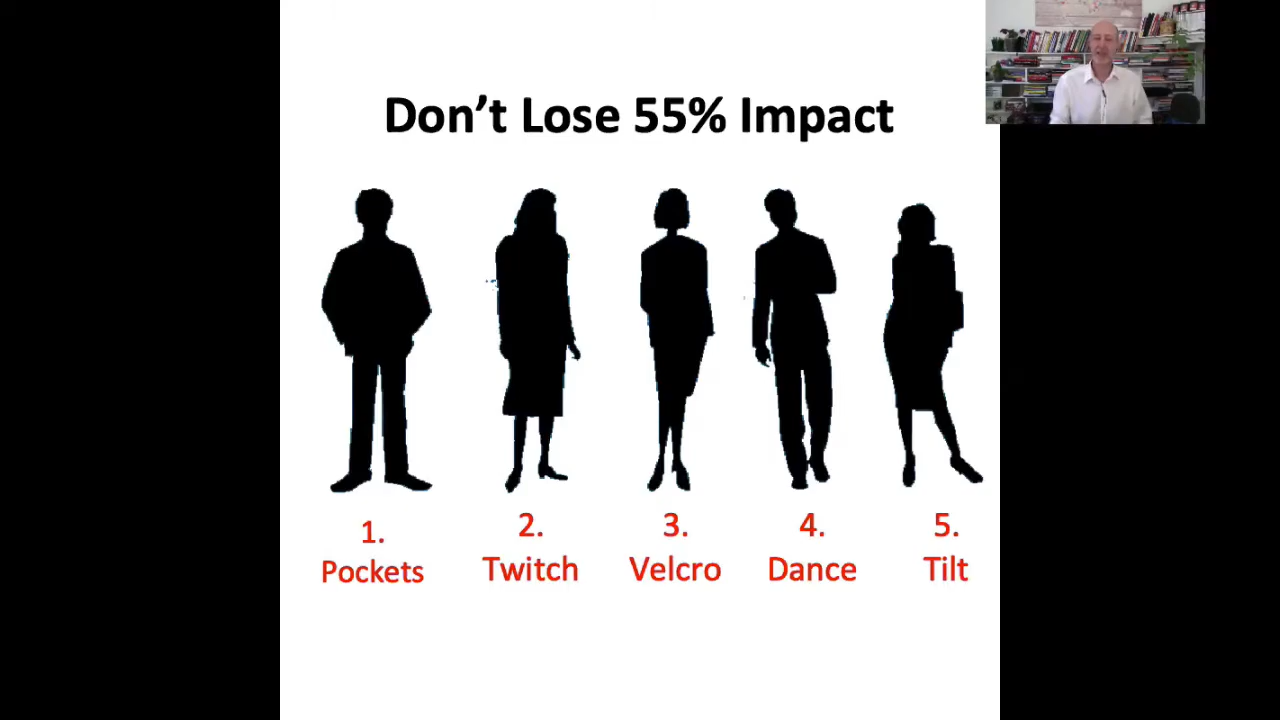 Don't Lose 55% Impact
1.
Pockets
2.
Twitch
3.
Velcro
4.
Dance
5.
Tilt